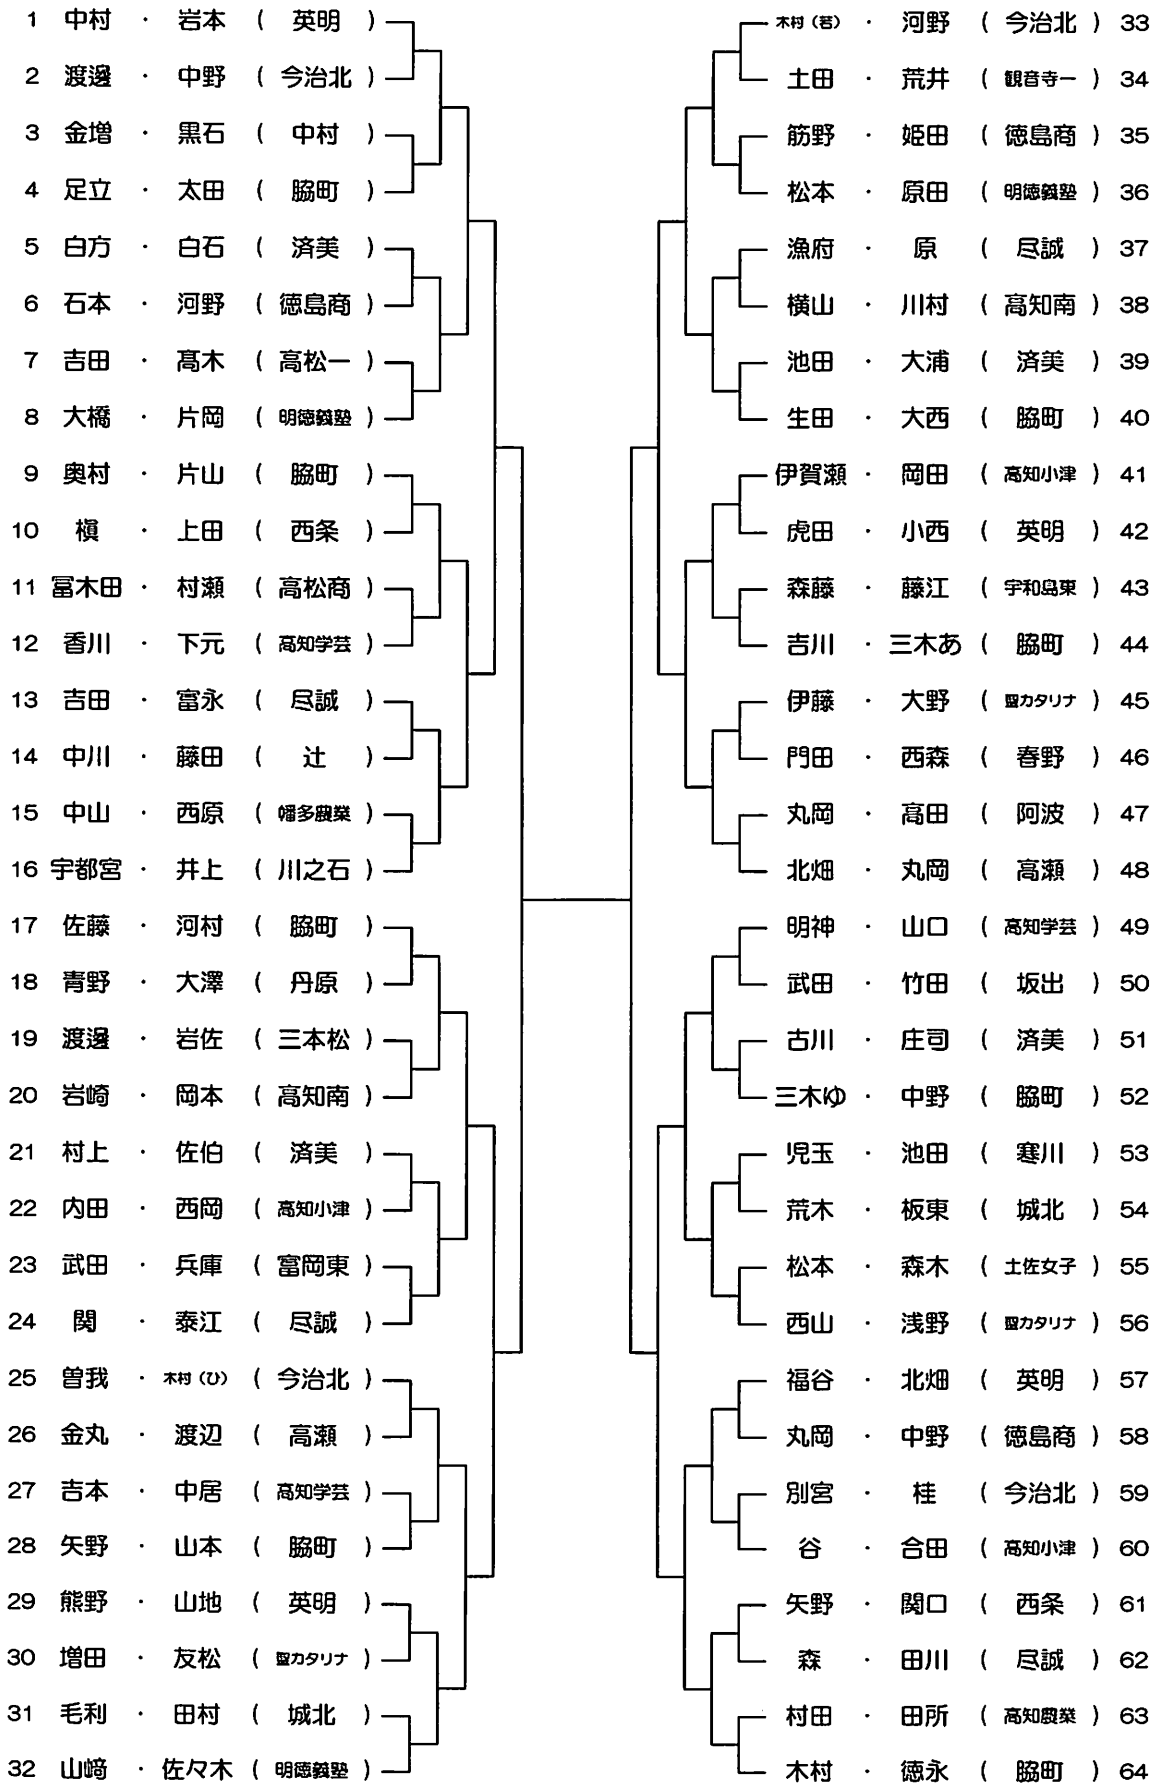 1 中村 ・ 岩本 ( 英明 )
2 渡邊 ・ 中野 ( 今治北 )
3 金増 ・ 黒石 ( 中村 )
4 足立 ・ 太田 ( 脇町 )
5 白方 ・ 白石 ( 済美 )
6 石本 ・ 河野 ( 徳島商 )
7 吉田 ・ 髙木 ( 高松一 )
8 大橋 ・ 片岡 ( 明徳義塾 )
9 奥村 ・ 片山 ( 脇町 )
10 槇 ・ 上田 ( 西条 )
11 冨木田 ・ 村瀬 ( 高松商 )
12 香川 ・ 下元 ( 高知学芸 )
13 吉田 ・ 富永 ( 尽誠 )
14 中川 ・ 藤田 ( 辻 )
15 中山 ・ 西原 ( 幡多農業 )
16 宇都宮 ・ 井上 ( 川之石 )
17 佐藤 ・ 河村 ( 脇町 )
18 青野 ・ 大澤 ( 丹原 )
19 渡邊 ・ 岩佐 ( 三本松 )
20 岩崎 ・ 岡本 ( 高知南 )
21 村上 ・ 佐伯 ( 済美 )
22 内田 ・ 西岡 ( 高知小津 )
23 武田 ・ 兵庫 ( 富岡東 )
24 関 ・ 泰江 ( 尽誠 )
25 曽我 ・ 木村（ひ） ( 今治北 )
26 金丸 ・ 渡辺 ( 高瀬 )
27 吉本 ・ 中居 ( 高知学芸 )
28 矢野 ・ 山本 ( 脇町 )
29 熊野 ・ 山地 ( 英明 )
30 増田 ・ 友松 ( 聖カタリナ )
31 毛利 ・ 田村 ( 城北 )
32 山﨑 ・ 佐々木 ( 明徳義塾 )
木村（若） ・ 河野 ( 今治北 ) 33
土田 ・ 荒井 ( 観音寺一 ) 34
筋野 ・ 姫田 ( 徳島商 ) 35
松本 ・ 原田 ( 明徳義塾 ) 36
漁府 ・ 原 ( 尽誠 ) 37
横山 ・ 川村 ( 高知南 ) 38
池田 ・ 大浦 ( 済美 ) 39
生田 ・ 大西 ( 脇町 ) 40
伊賀瀬 ・ 岡田 ( 高知小津 ) 41
虎田 ・ 小西 ( 英明 ) 42
森藤 ・ 藤江 ( 宇和島東 ) 43
吉川 ・ 三木あ ( 脇町 ) 44
伊藤 ・ 大野 ( 聖カタリナ ) 45
門田 ・ 西森 ( 春野 ) 46
丸岡 ・ 高田 ( 阿波 ) 47
北畑 ・ 丸岡 ( 高瀬 ) 48
明神 ・ 山口 ( 高知学芸 ) 49
武田 ・ 竹田 ( 坂出 ) 50
古川 ・ 庄司 ( 済美 ) 51
三木ゆ ・ 中野 ( 脇町 ) 52
児玉 ・ 池田 ( 寒川 ) 53
荒木 ・ 板東 ( 城北 ) 54
松本 ・ 森木 ( 土佐女子 ) 55
西山 ・ 浅野 ( 聖カタリナ ) 56
福谷 ・ 北畑 ( 英明 ) 57
丸岡 ・ 中野 ( 徳島商 ) 58
別宮 ・ 桂 ( 今治北 ) 59
谷 ・ 合田 ( 高知小津 ) 60
矢野 ・ 関口 ( 西条 ) 61
森 ・ 田川 ( 尽誠 ) 62
村田 ・ 田所 ( 高知農業 ) 63
木村 ・ 徳永 ( 脇町 ) 64